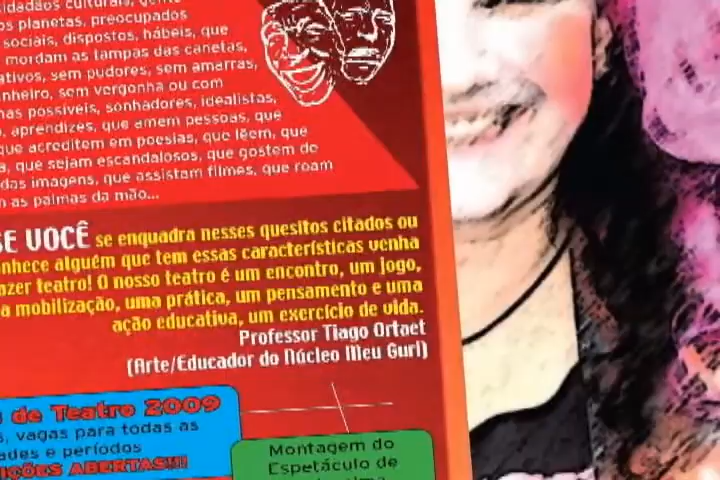 cidadãos culturais, gente
os planetas, preocupados
sociais, dispostos, hábeis, que
mordam as tampas das canetas,
ativos, sem pudores, sem amarras,
nheiro, sem vergonha ou com
nas possíveis, sonhadores, idealistas,
, aprendizes, que amem pessoas, que
que acreditem em poesias, que lêem, que
a, que sejam escandalosos, que gostem de
das imagens, que assistam filmes, que roam
n as palmas da mão...
SE VOCÊ se enquadra nesses quesitos citados ou
nhece alguém que tem essas características venha
azer teatro! O nosso teatro é um encontro, um jogo,
a mobilização, uma prática, um pensamento e uma
ação educativa, um exercício de vida.
Professor Tiago Ortaet
(Arte/Educador do Núcleo Meu Guri)
de Teatro 2009
s, vagas para todas as
ades e períodos
IÇÕES ABERTAS!!!
Montagem do
Espetáculo de